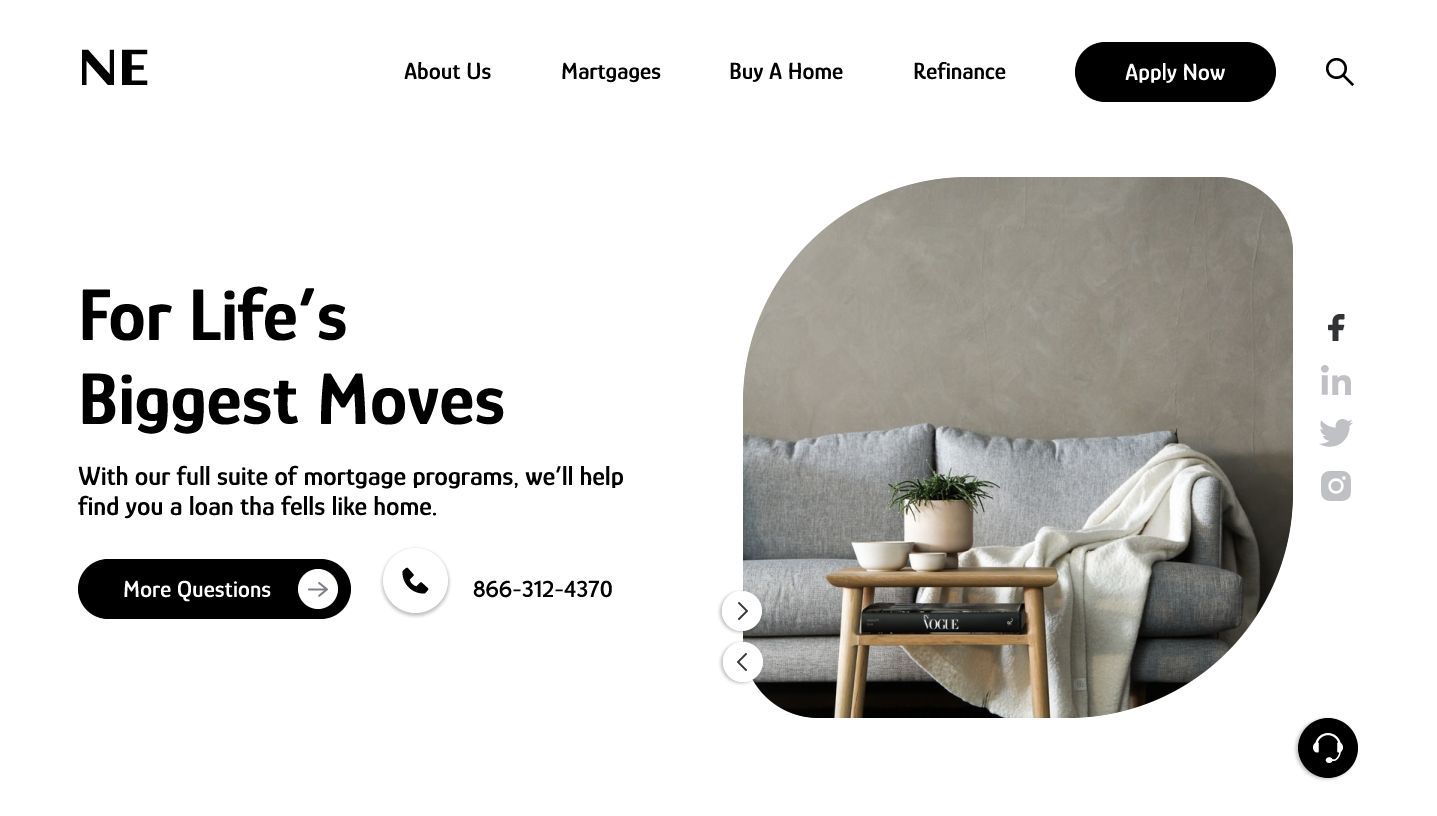 NE
About Us
Martgages
Buy A Home
Refinance
Apply Now
For Life's
Biggest Moves
With our full suite of mortgage programs, we'll help
find you a loan tha fells like home.
More Questions
866-312-4370
VOGUE